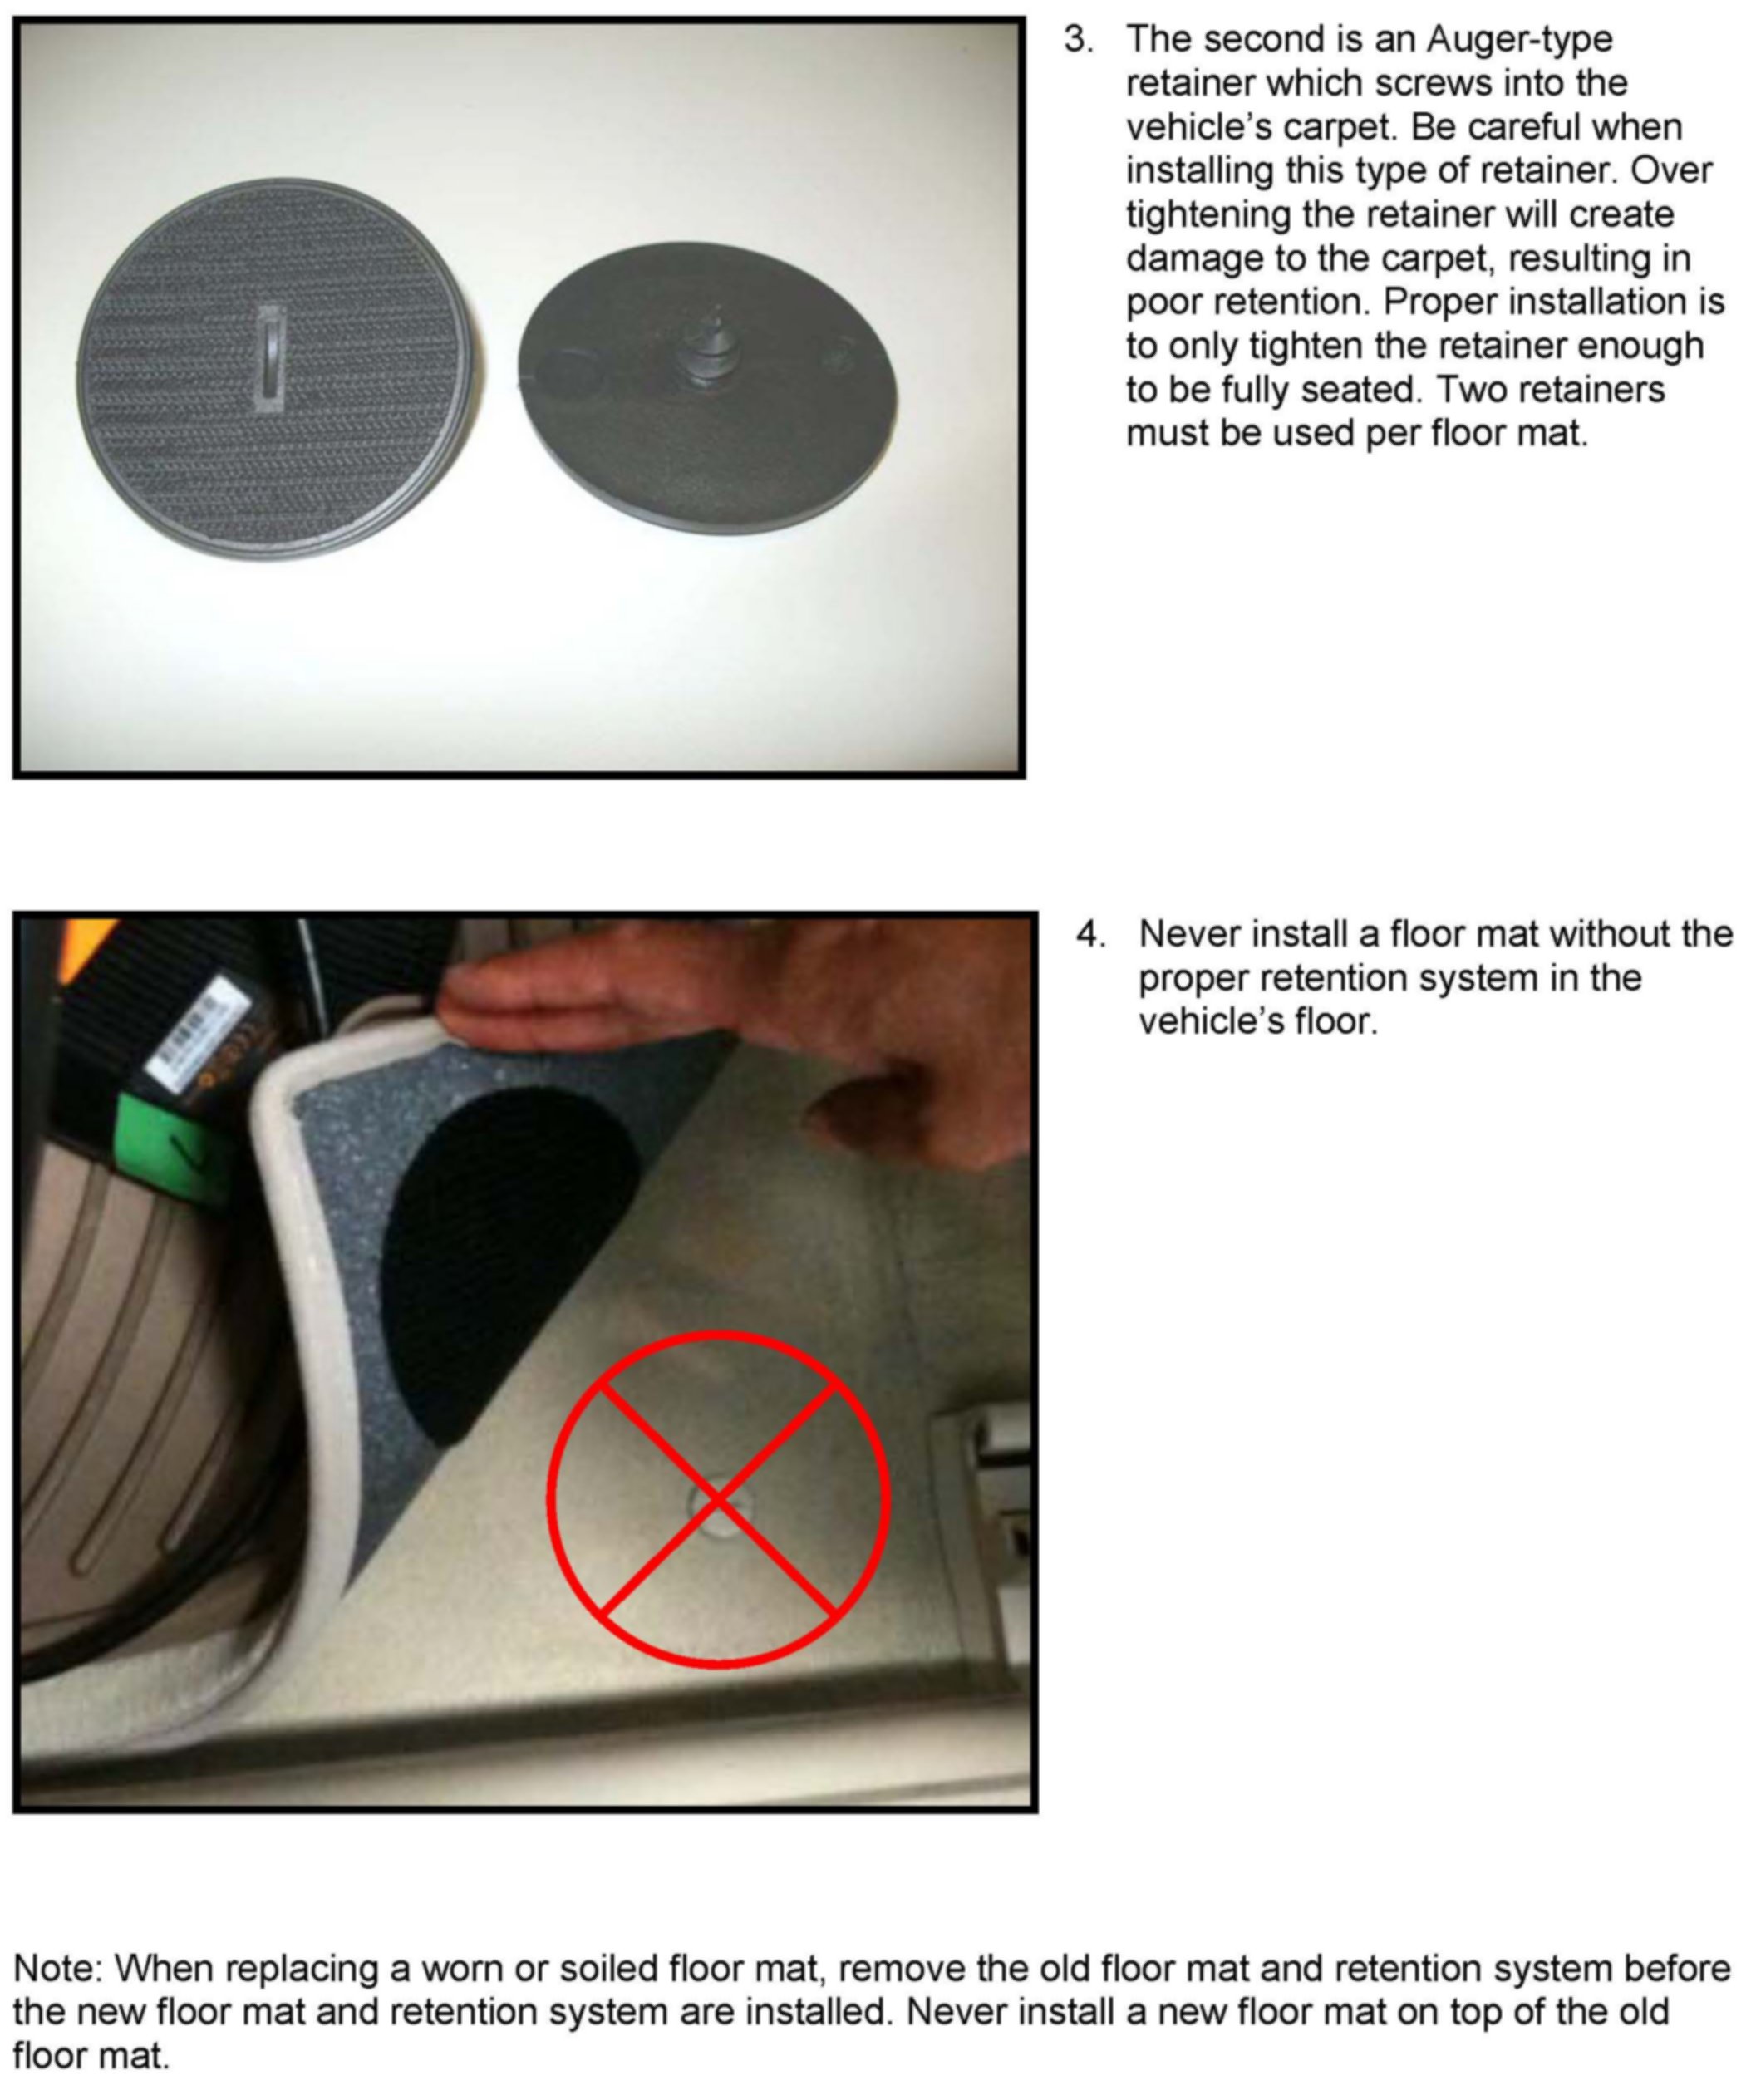 3. The second is an Auger-type
retainer which screws into the
vehicle's carpet. Be careful when
installing this type of retainer. Over
tightening the retainer will create
damage to the carpet, resulting in
poor retention. Proper installation is
to only tighten the retainer enough
to be fully seated. Two retainers
must be used per floor mat.
4. Never install a floor mat without the
proper retention system in the
vehicle's floor.
Note: When replacing a worn or soiled floor mat, remove the old floor mat and retention system before
the new floor mat and retention system are installed. Never install a new floor mat on top of the old
floor mat.